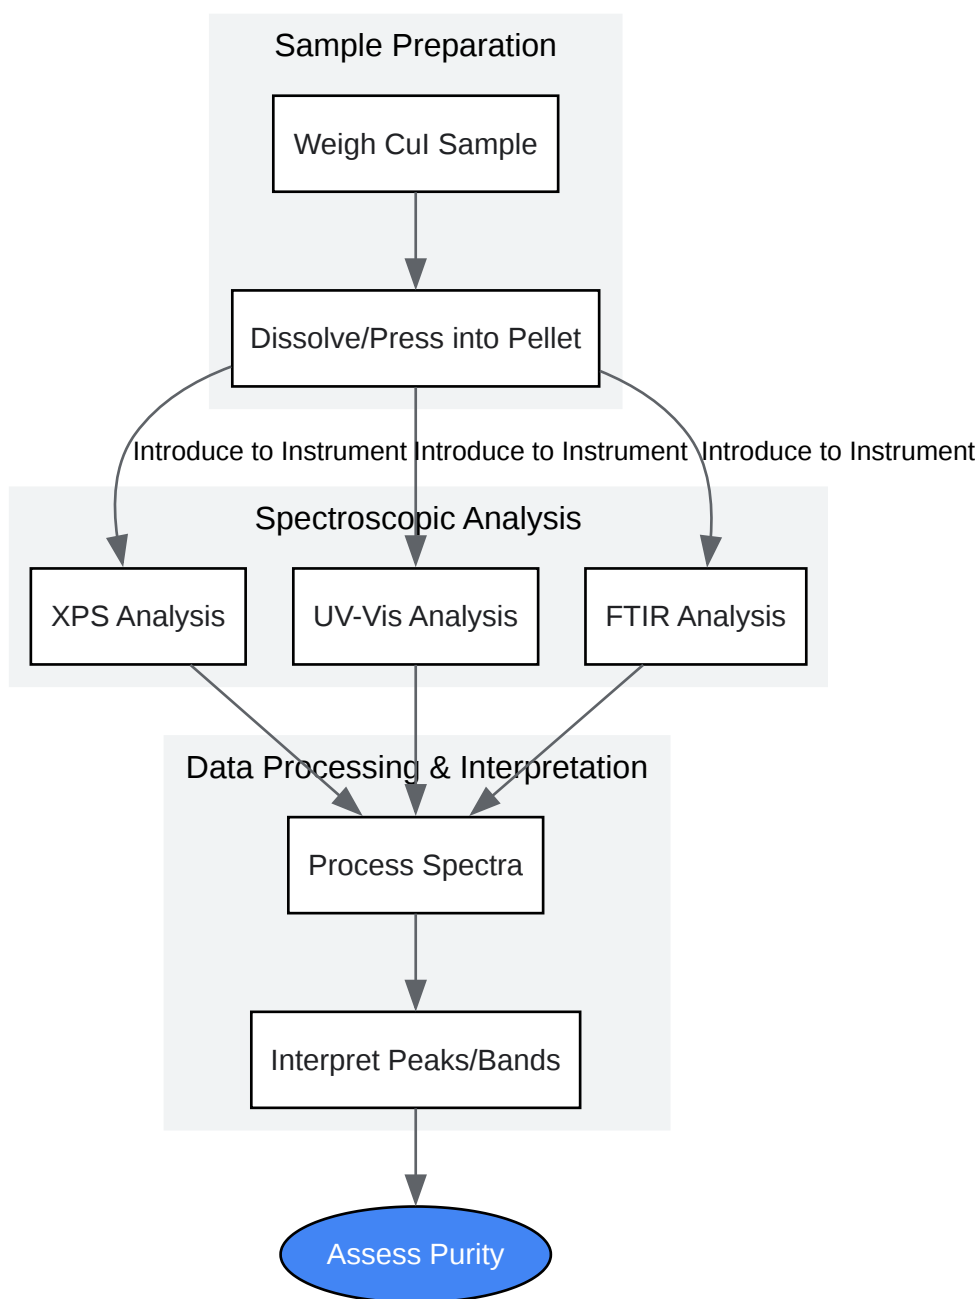 Sample Preparation
Weigh CuI Sample
Dissolve/Press into Pellet
Introduce to Instrument
Introduce to Instrument
Introduce to Instrument
Spectroscopic Analysis
XPS Analysis
UV-Vis Analysis
FTIR Analysis
Data Processing & Interpretation
Process Spectra
Interpret Peaks/Bands
Assess Purity